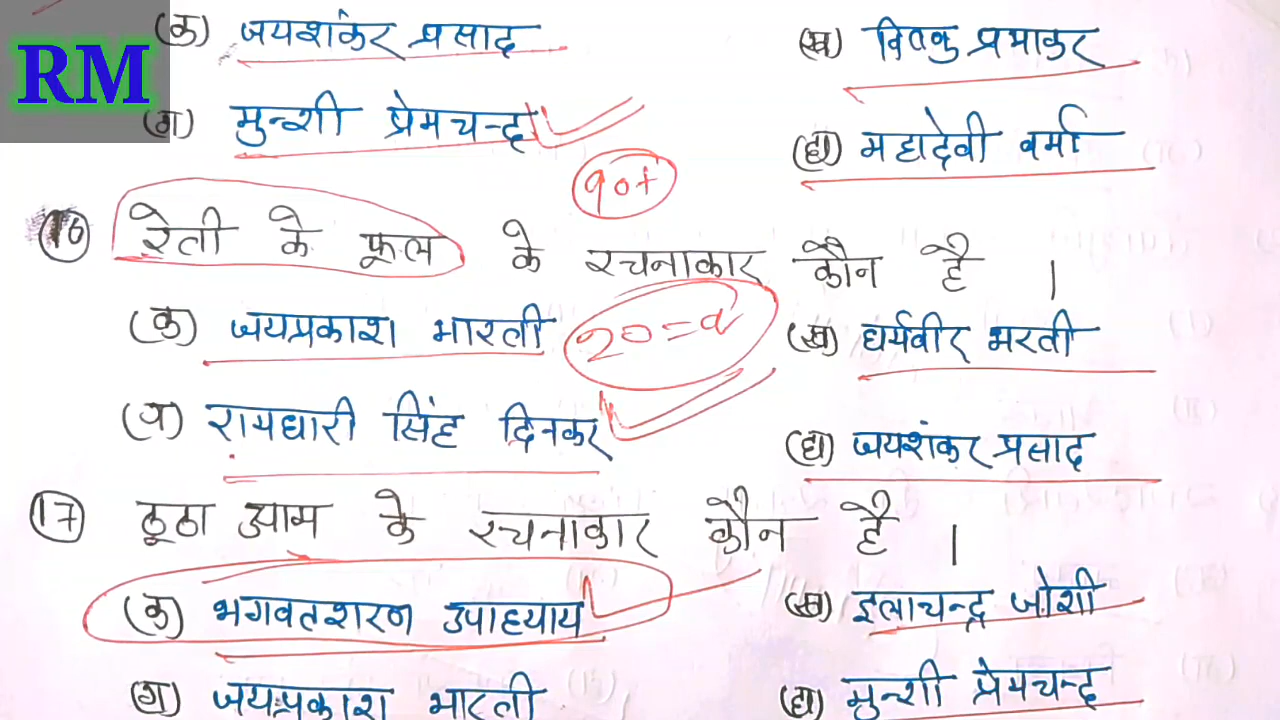 RM
(क) जयशंकर प्रसाद (ख) विष्णु प्रभाकर
(ग) मुन्शी प्रेमचन्द्र (घ) महादेवी वर्मा
90+
16 रेती के फूल के रचनाकार कौन है ।
(क) जयप्रकाश भारती (ख) धर्मवीर भरती
20=
(ग) रामधारी सिंह दिनकर (घ) जयशंकर प्रसाद
17 ठूठा आम के रचनाकार कौन है ।
(क) भगवतशरण उपाध्याय (ख) इलाचन्द्र जोशी
(ग) जयप्रकाश भारती (घ) मुन्शी प्रेमचन्द्र